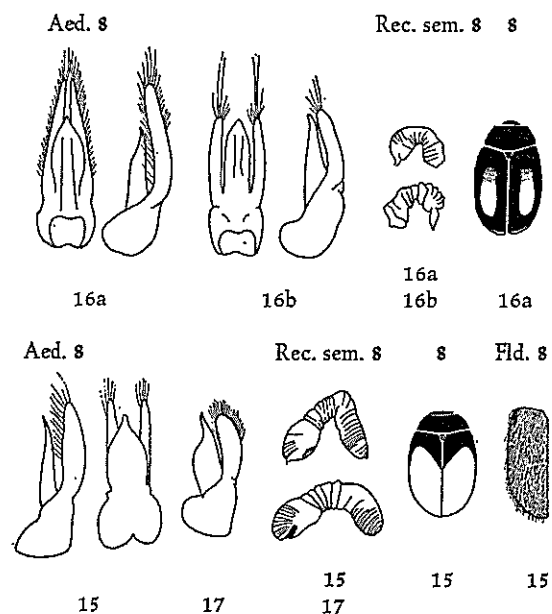 Aed. 8 Rec. sem. 8 8
16a
16a 16b 16b 16a
Aed. 8 Rec. sem. 8 8 Fld. 8
15 15 15
15 17 17